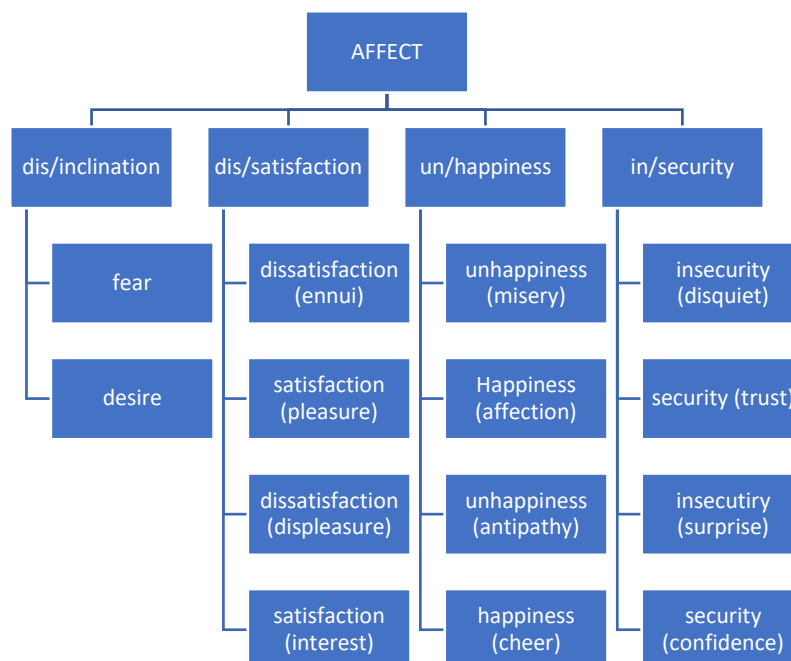 AFFECT
dis/inclination
dis/satisfaction
un/happiness
in/security
fear
dissatisfaction
(ennui)
unhappiness
(misery)
insecurity
(disquiet)
desire
satisfaction
(pleasure)
Happiness
(affection)
security (trust)
dissatisfaction
(displeasure)
unhappiness
(antipathy)
insecutiry
(surprise)
satisfaction
(interest)
happiness
(cheer)
security
(confidence)